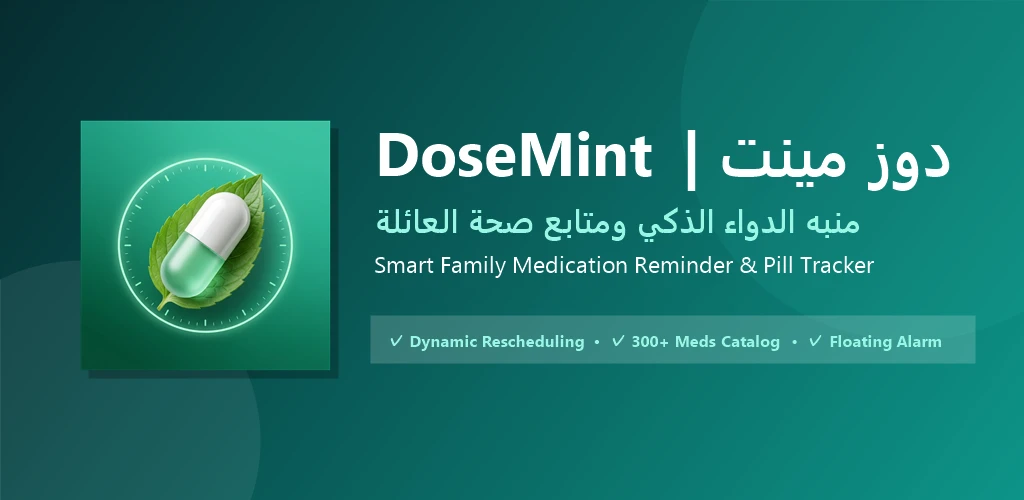 DoseMint | دوز مينت
منبه الدواء الذكي ومتابع صحة العائلة
Smart Family Medication Reminder & Pill Tracker
✓ Dynamic Rescheduling • ✓ 300+ Meds Catalog • ✓ Floating Alarm